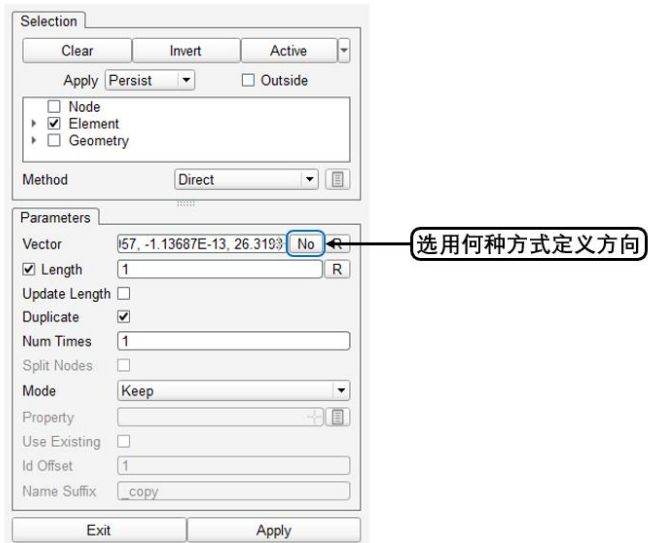 Selection
Clear Invert Active
Apply Persist Outside
Node
Element
Geometry
Method Direct
Parameters
Vector 957, -1.13687E-13, 26.3193 No R 选用何种方式定义方向
Length 1 R
Update Length
Duplicate
Num Times 1
Split Nodes
Mode Keep
Property
Use Existing
Id Offset 1
Name Suffix _copy
Exit Apply